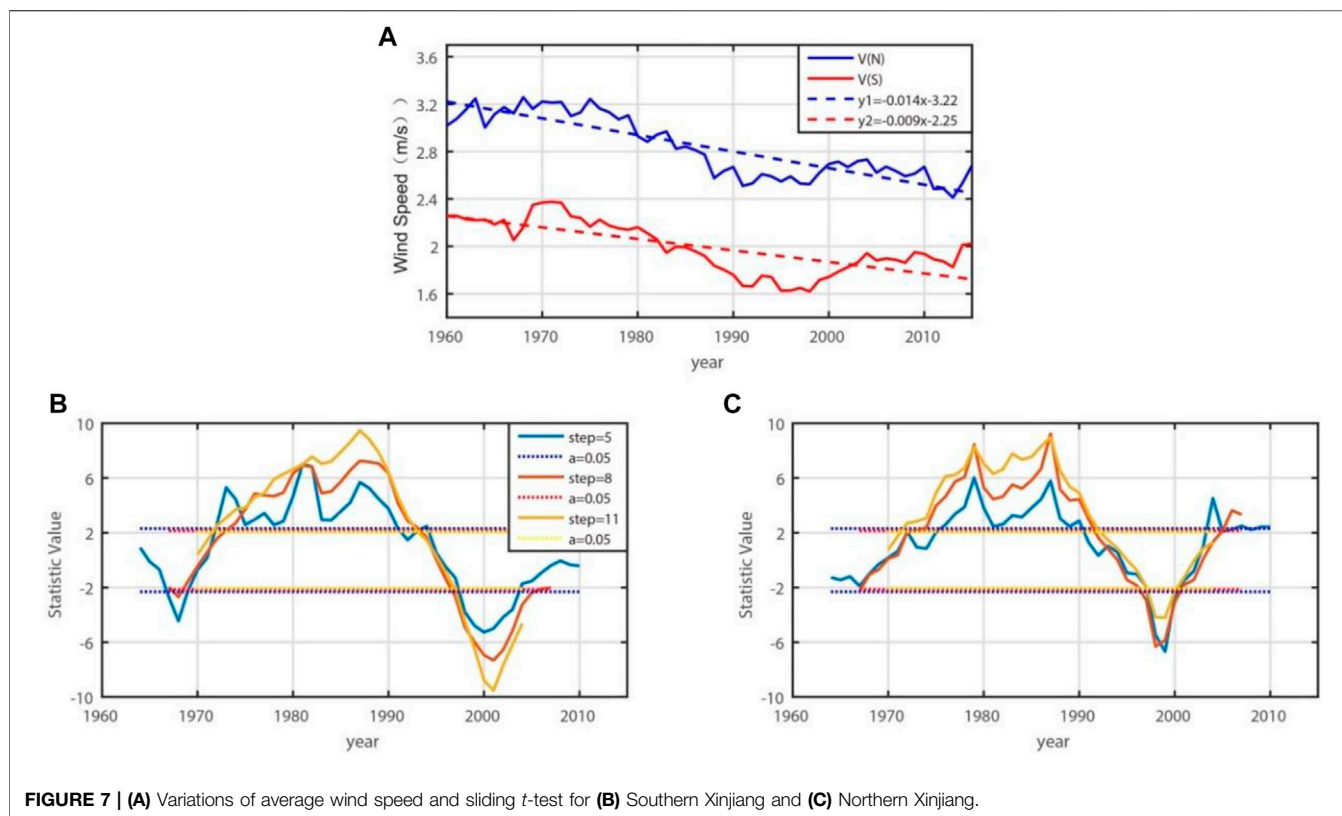 A
3.6
3.2
2.8
2.4
2
1.6
Wind Speed（m/s））
V(N)
V(S)
y1=-0.014x-3.22
y2=-0.009x-2.25
1960 1970 1980 1990 2000 2010
year
B
10
6
2
-2
-6
-10
Statistic Value
step=5
a=0.05
step=8
a=0.05
step=11
a=0.05
1960 1970 1980 1990 2000 2010
year
C
10
6
2
-2
-6
-10
Statistic Value
1960 1970 1980 1990 2000 2010
year
FIGURE 7 | (A) Variations of average wind speed and sliding t-test for (B) Southern Xinjiang and (C) Northern Xinjiang.